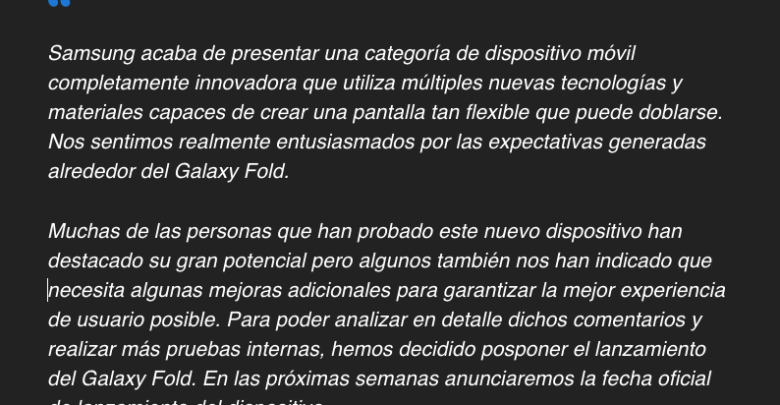 Samsung acaba de presentar una categoría de dispositivo móvil
completamente innovadora que utiliza múltiples nuevas tecnologías y
materiales capaces de crear una pantalla tan flexible que puede doblarse.
Nos sentimos realmente entusiasmados por las expectativas generadas
alrededor del Galaxy Fold.
Muchas de las personas que han probado este nuevo dispositivo han
destacado su gran potencial pero algunos también nos han indicado que
necesita algunas mejoras adicionales para garantizar la mejor experiencia
de usuario posible. Para poder analizar en detalle dichos comentarios y
realizar más pruebas internas, hemos decidido posponer el lanzamiento
del Galaxy Fold. En las próximas semanas anunciaremos la fecha oficial
de lanzamiento del dispositivo.